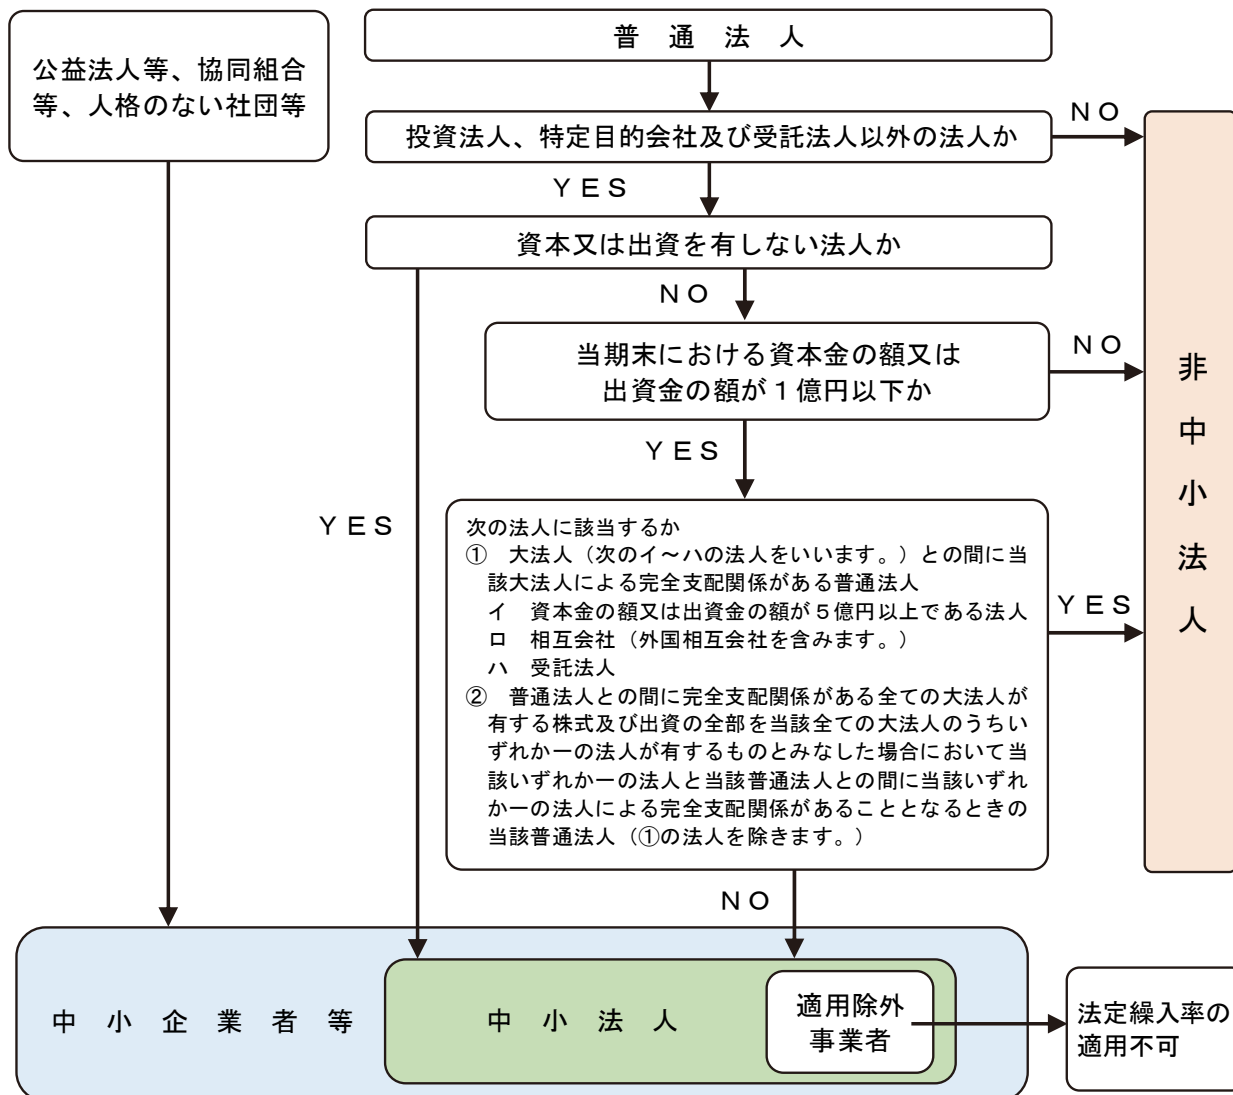 公益法人等、協同組合
等、人格のない社団等
普通法人
投資法人、特定目的会社及び受託法人以外の法人か
ＮＯ
ＹＥＳ
資本又は出資を有しない法人か
ＮＯ
当期末における資本金の額又は
出資金の額が１億円以下か
ＮＯ
ＹＥＳ
ＹＥＳ
次の法人に該当するか
①　大法人（次のイ～ハの法人をいいます。）との間に当
該大法人による完全支配関係がある普通法人
イ　資本金の額又は出資金の額が５億円以上である法人
ロ　相互会社（外国相互会社を含みます。）
ハ　受託法人
②　普通法人との間に完全支配関係がある全ての大法人が
有する株式及び出資の全部を当該全ての大法人のうちい
ずれか一の法人が有するものとみなした場合において当
該いずれか一の法人と当該普通法人との間に当該いずれ
か一の法人による完全支配関係があることとなるときの
当該普通法人（①の法人を除きます。）
ＹＥＳ
非中小法人
ＮＯ
中小企業者等
中小法人
適用除外
事業者
法定繰入率の
適用不可